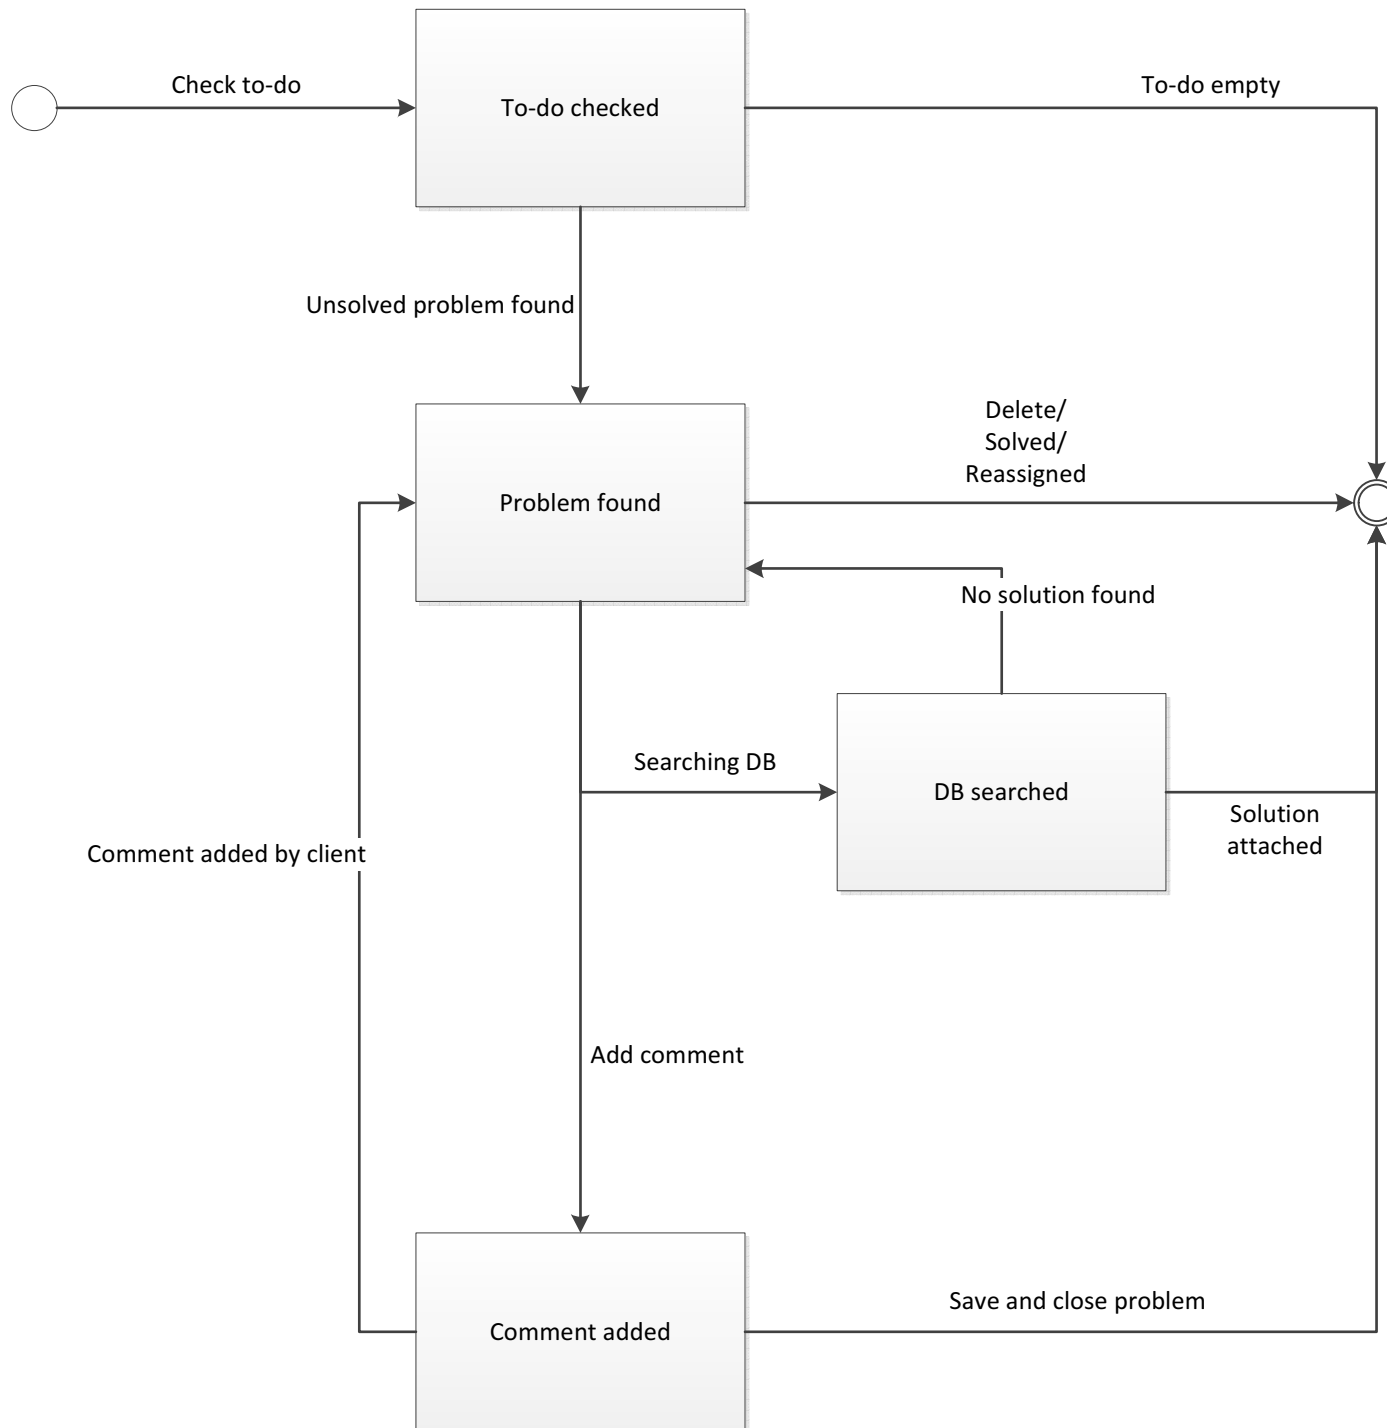 Check to-do
To-do checked
To-do empty
Unsolved problem found
Delete/
Solved/
Reassigned
Problem found
No solution found
Searching DB
DB searched
Solution
attached
Comment added by client
Add comment
Save and close problem
Comment added